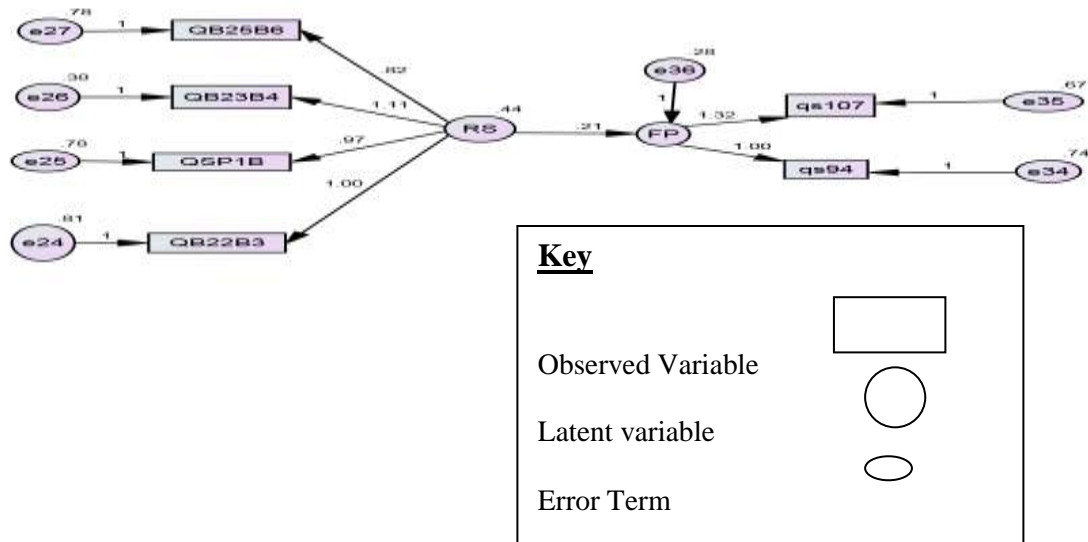 .78
e27 1 QB25B6
.82
.28
e36
.30
e26 1 QB23B4
1.11
.44
RS
.21
1
FP
1.32
qs107
1
.67
e35
.70
e25 1 QSP1B
.97
1.00
qs94
1
.74
e34
1.00
.81
e24 1 QB22B3
Key
Observed Variable
Latent variable
Error Term